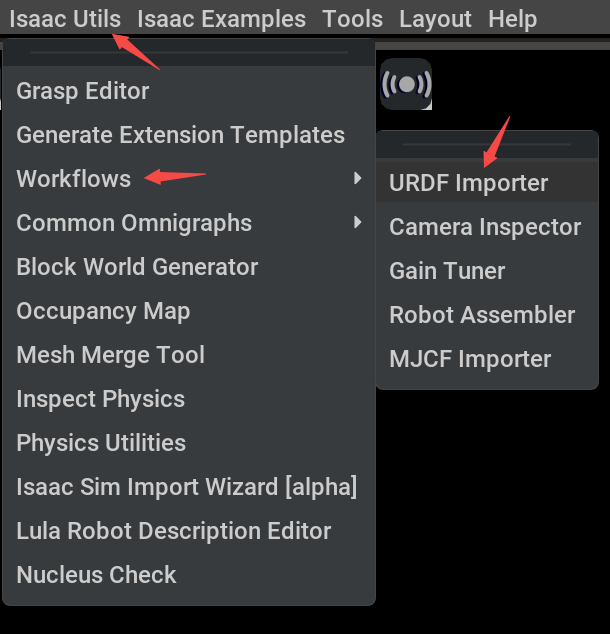 Isaac Utils Isaac Examples Tools Layout Help
Grasp Editor
Generate Extension Templates
Workflows
Common Omnigraphs
Block World Generator
Occupancy Map
Mesh Merge Tool
Inspect Physics
Physics Utilities
Isaac Sim Import Wizard [alpha]
Lula Robot Description Editor
Nucleus Check
URDF Importer
Camera Inspector
Gain Tuner
Robot Assembler
MJCF Importer